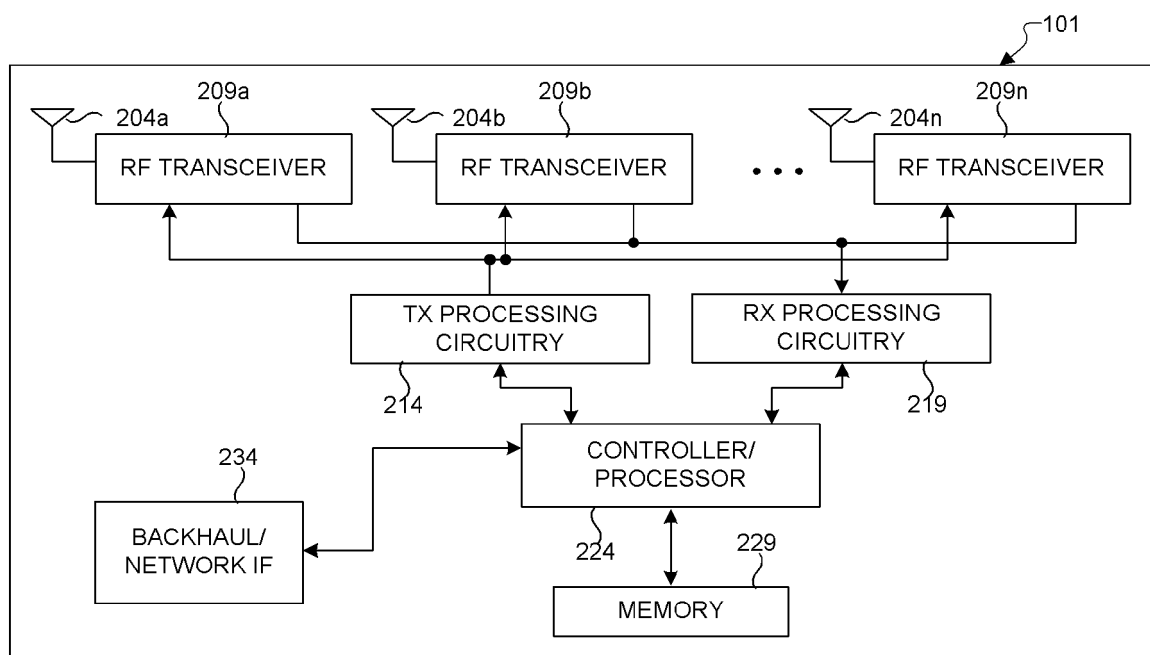 101
209a
209b
209n
204a
204b
204n
RF TRANSCEIVER
RF TRANSCEIVER
...
RF TRANSCEIVER
TX PROCESSING
CIRCUITRY
RX PROCESSING
CIRCUITRY
214
219
CONTROLLER/
PROCESSOR
234
BACKHAUL/
NETWORK IF
224
229
MEMORY